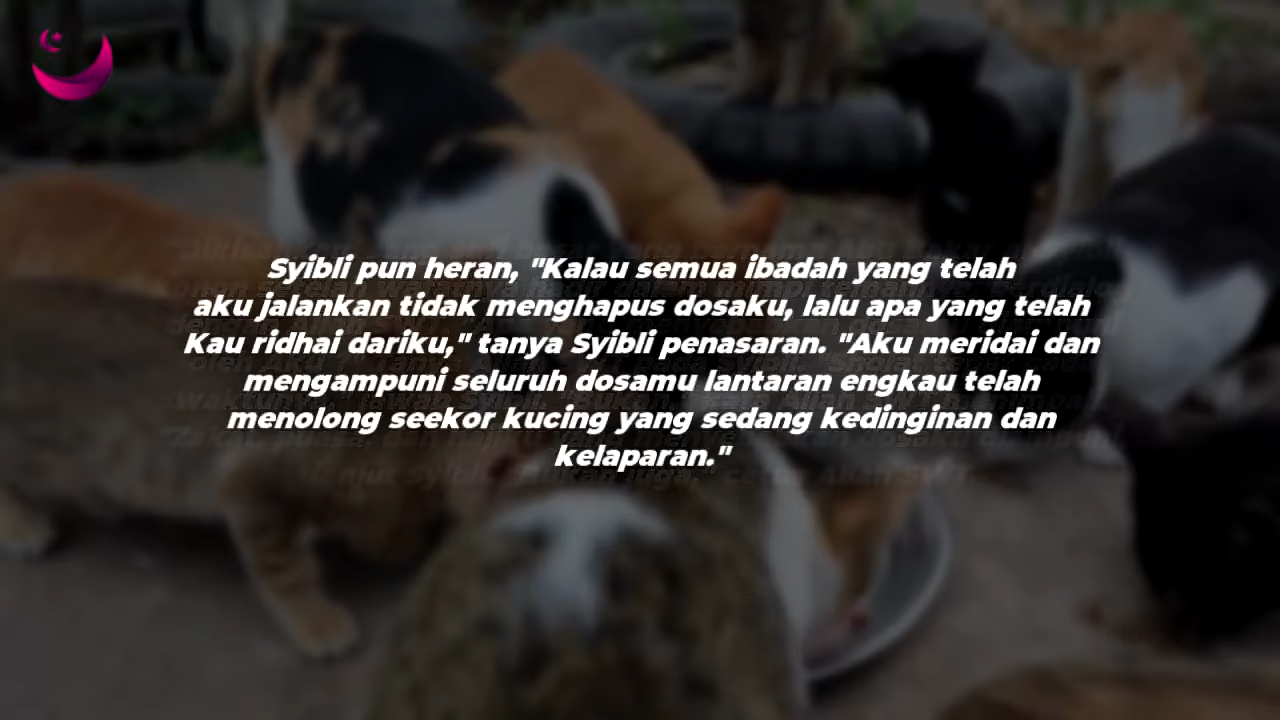 Syibli pun heran, "Kalau semua ibadah yang telah
aku jalankan tidak menghapus dosaku, lalu apa yang telah
Kau ridhai dariku," tanya Syibli penasaran. "Aku meridai dan
mengampuni seluruh dosamu lantaran engkau telah
menolong seekor kucing yang sedang kedinginan dan
kelaparan."